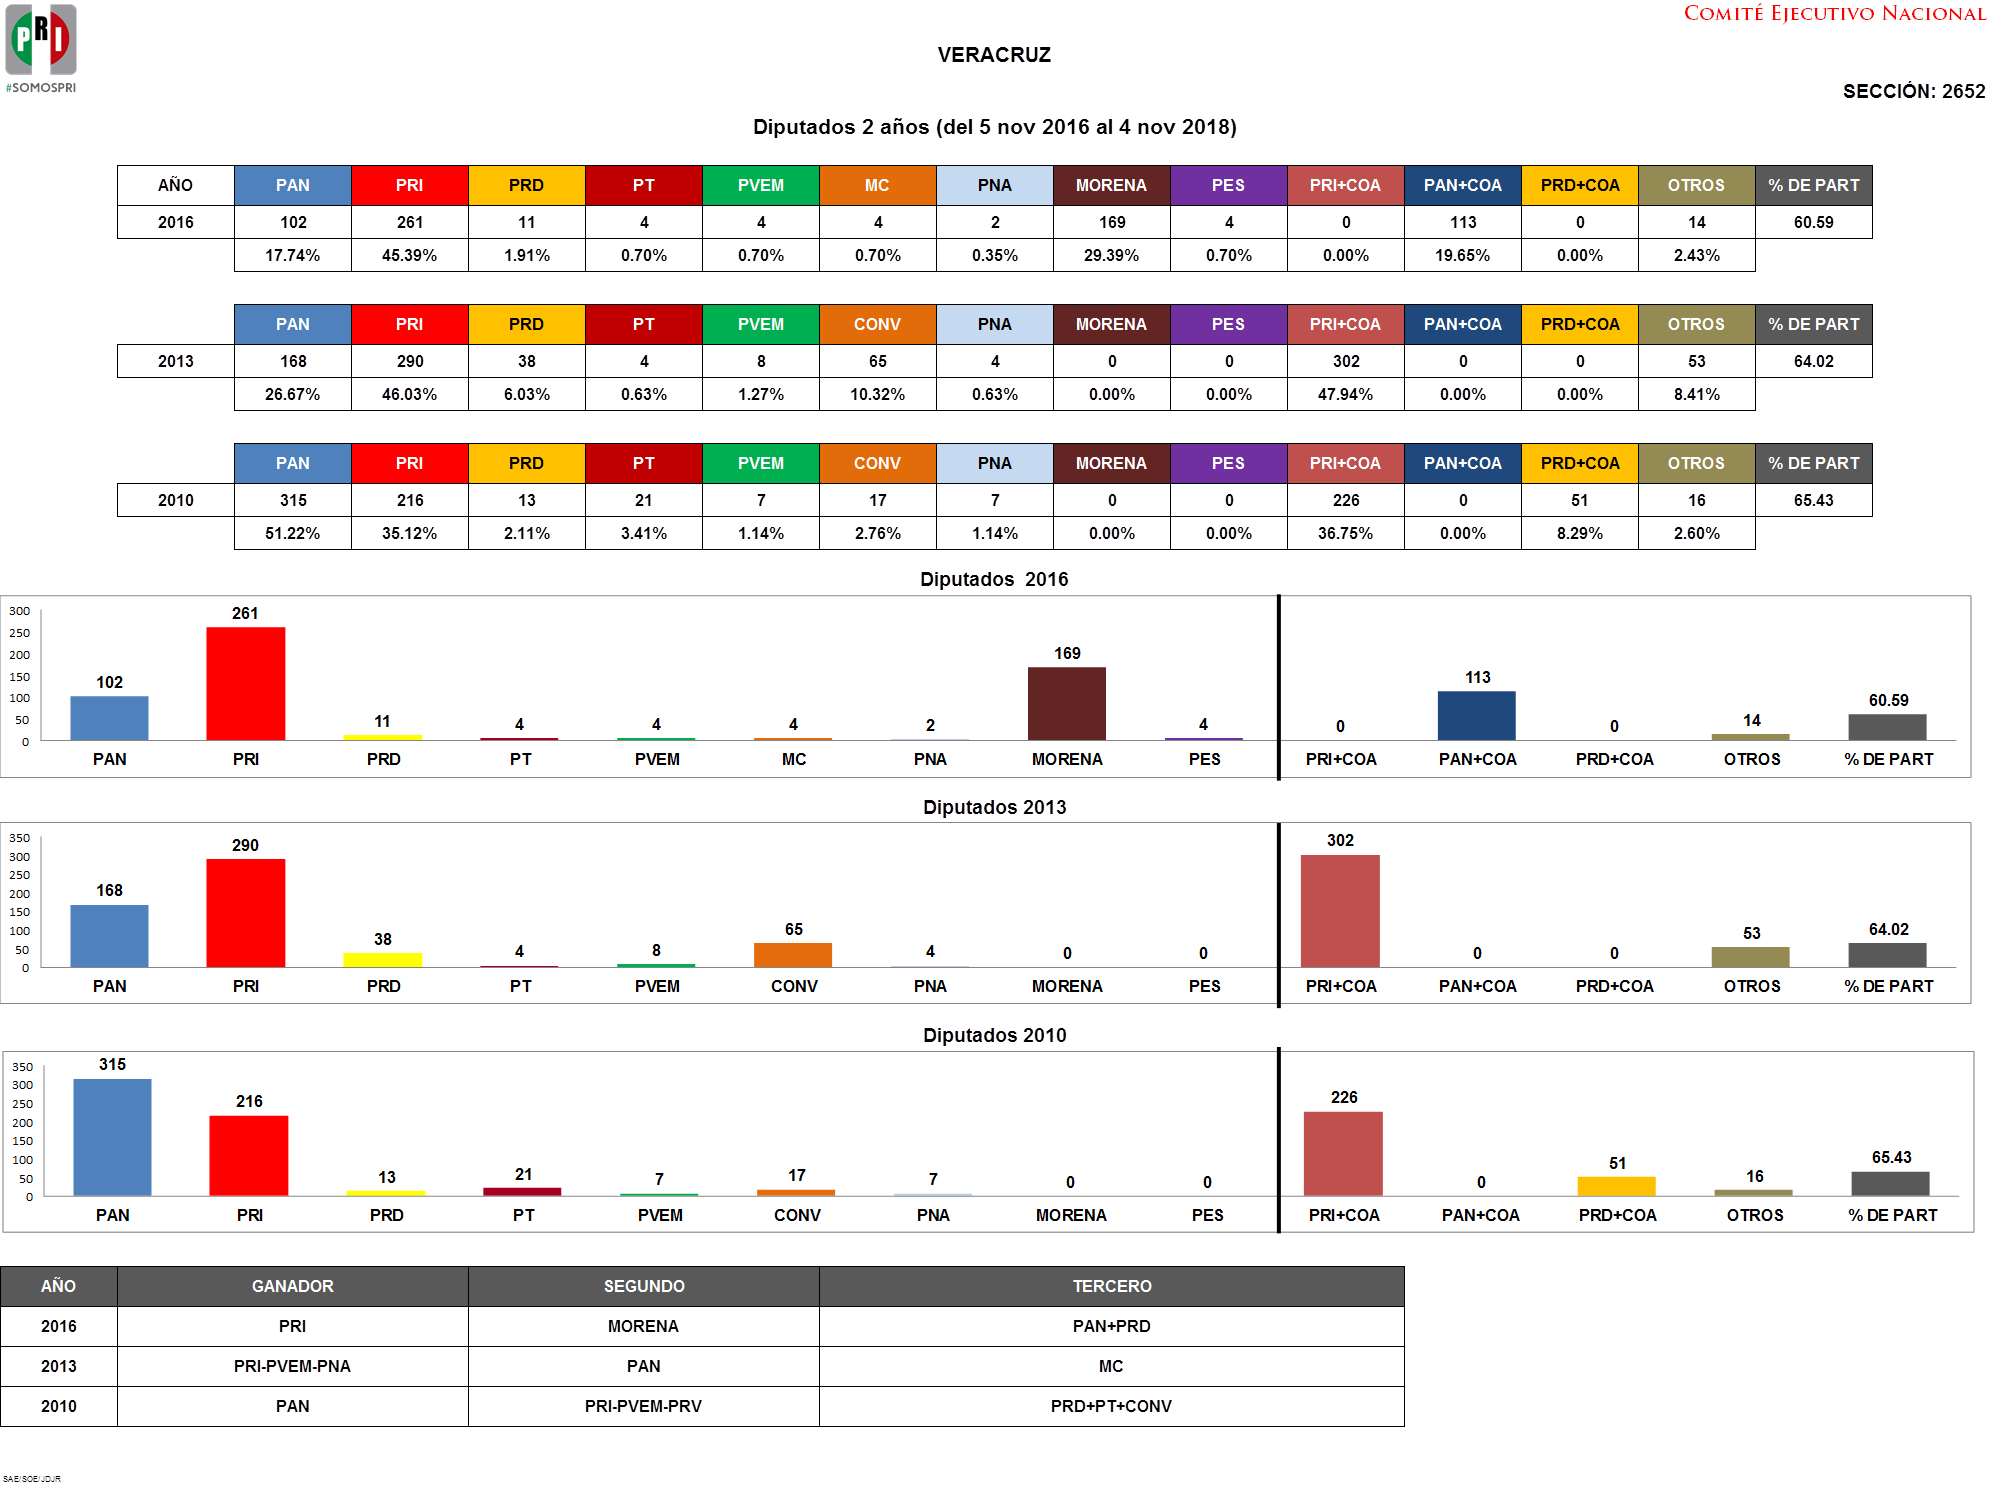 PRI
#SOMOSPRI
COMITÉ EJECUTIVO NACIONAL
VERACRUZ
SECCIÓN: 2652
Diputados 2 años (del 5 nov 2016 al 4 nov 2018)
AÑO PAN PRI PRD PT PVEM MC PNA MORENA PES PRI+COA PAN+COA PRD+COA OTROS % DE PART
2016 102 261 11 4 4 4 2 169 4 0 113 0 14 60.59
17.74% 45.39% 1.91% 0.70% 0.70% 0.70% 0.35% 29.39% 0.70% 0.00% 19.65% 0.00% 2.43%
PAN PRI PRD PT PVEM CONV PNA MORENA PES PRI+COA PAN+COA PRD+COA OTROS % DE PART
2013 168 290 38 4 8 65 4 0 0 302 0 0 53 64.02
26.67% 46.03% 6.03% 0.63% 1.27% 10.32% 0.63% 0.00% 0.00% 47.94% 0.00% 0.00% 8.41%
PAN PRI PRD PT PVEM CONV PNA MORENA PES PRI+COA PAN+COA PRD+COA OTROS % DE PART
2010 315 216 13 21 7 17 7 0 0 226 0 51 16 65.43
51.22% 35.12% 2.11% 3.41% 1.14% 2.76% 1.14% 0.00% 0.00% 36.75% 0.00% 8.29% 2.60%
Diputados 2016
300
250
200
150
100
50
0
102 261 11 4 4 4 2 169 4 0 113 0 14 60.59
PAN PRI PRD PT PVEM MC PNA MORENA PES PRI+COA PAN+COA PRD+COA OTROS % DE PART
Diputados 2013
350
300
250
200
150
100
50
0
168 290 38 4 8 65 4 0 0 302 0 0 53 64.02
PAN PRI PRD PT PVEM CONV PNA MORENA PES PRI+COA PAN+COA PRD+COA OTROS % DE PART
Diputados 2010
350
300
250
200
150
100
50
0
315 216 13 21 7 17 7 0 0 226 0 51 16 65.43
PAN PRI PRD PT PVEM CONV PNA MORENA PES PRI+COA PAN+COA PRD+COA OTROS % DE PART
AÑO GANADOR SEGUNDO TERCERO
2016 PRI MORENA PAN+PRD
2013 PRI-PVEM-PNA PAN MC
2010 PAN PRI-PVEM-PRV PRD+PT+CONV
SAE/SOE/JDJR